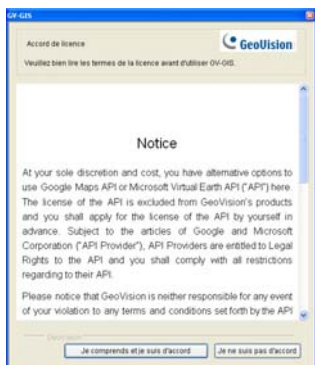 GV-GIS
Accord de licence
GeoVision
Veuillez bien lire les termes de la licence avant d'utiliser GV-GIS.
Notice
At your sole discretion and cost, you have alternative options to
use Google Maps API or Microsoft Virtual Earth API ("API") here.
The license of the API is excluded from GeoVision's products
and you shall apply for the license of the API by yourself in
advance. Subject to the articles of Google and Microsoft
Corporation ("API Provider"), API Providers are entitled to Legal
Rights to the API and you shall comply with all restrictions
regarding to their API.
Please notice that GeoVision is neither responsible for any event
of your violation to any terms and conditions set forth by the API
Je comprends et je suis d'accord
Je ne suis pas d'accord